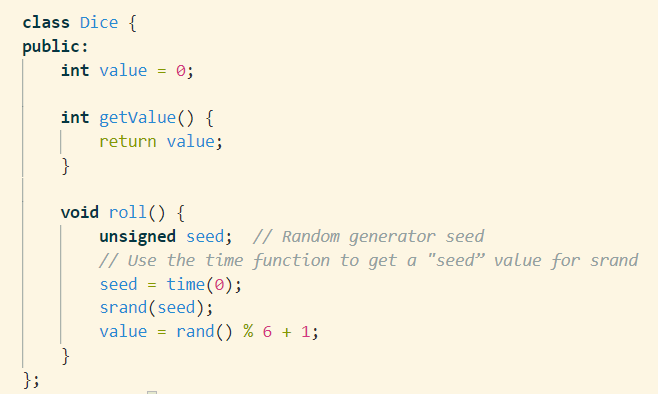 class Dice {
public:
    int value = 0;

    int getValue() {
        return value;
    }

    void roll() {
        unsigned seed;  // Random generator seed
        // Use the time function to get a "seed” value for srand
        seed = time(0);
        srand(seed);
        value = rand() % 6 + 1;
    }
};